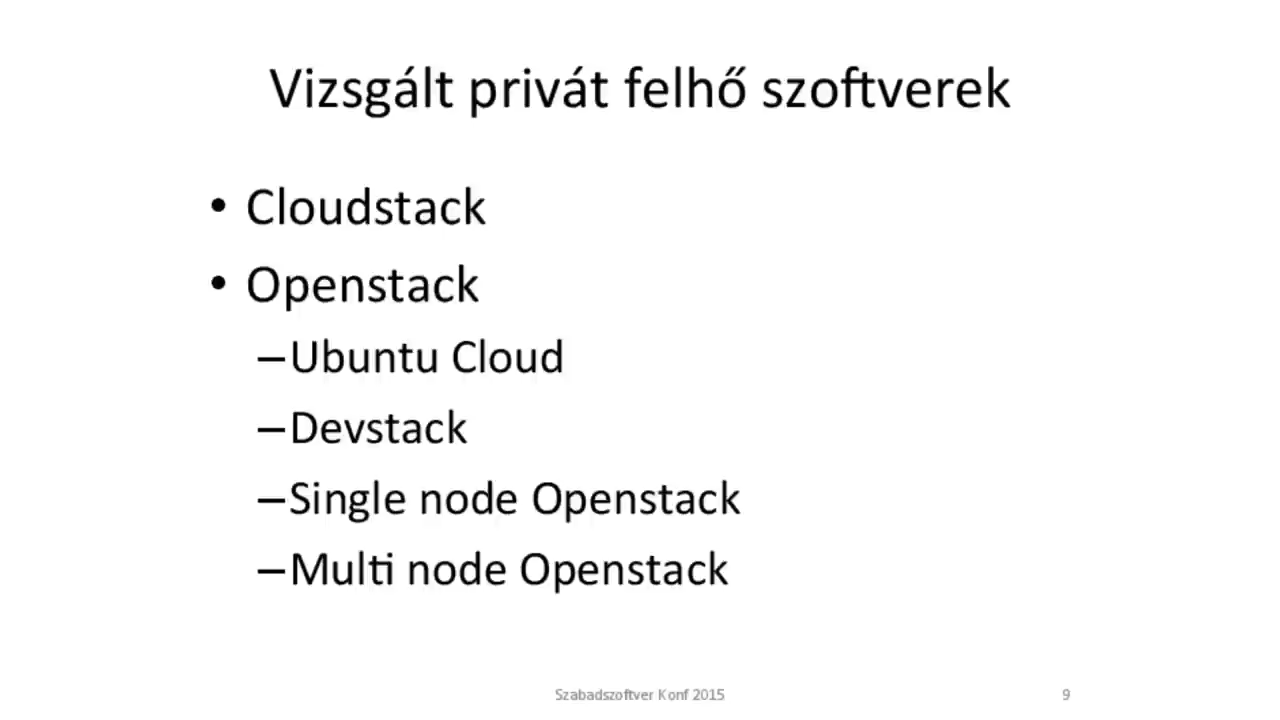 Vizsgált privát felhő szoftverek
• Cloudstack
• Openstack
–Ubuntu Cloud
–Devstack
–Single node Openstack
–Multi node Openstack
Szabadszoftver Konf 2015
9